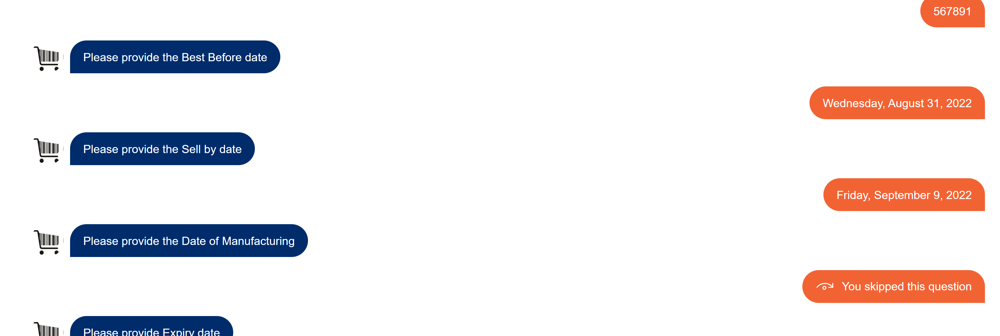 567891
Please provide the Best Before date
Wednesday, August 31, 2022
Please provide the Sell by date
Friday, September 9, 2022
Please provide the Date of Manufacturing
You skipped this question
Please provide Expiry date